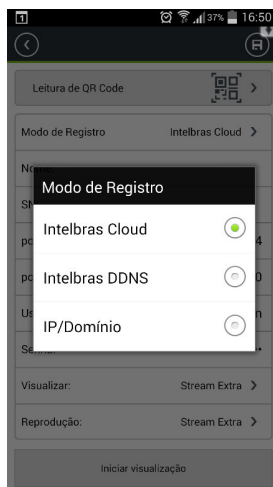 1 37% 16:50
Leitura de QR Code
Modo de Registro Intelbras Cloud
Modo de Registro
Intelbras Cloud
Intelbras DDNS
IP/Domínio
Visualizar: Stream Extra
Reprodução: Stream Extra
Iniciar visualização